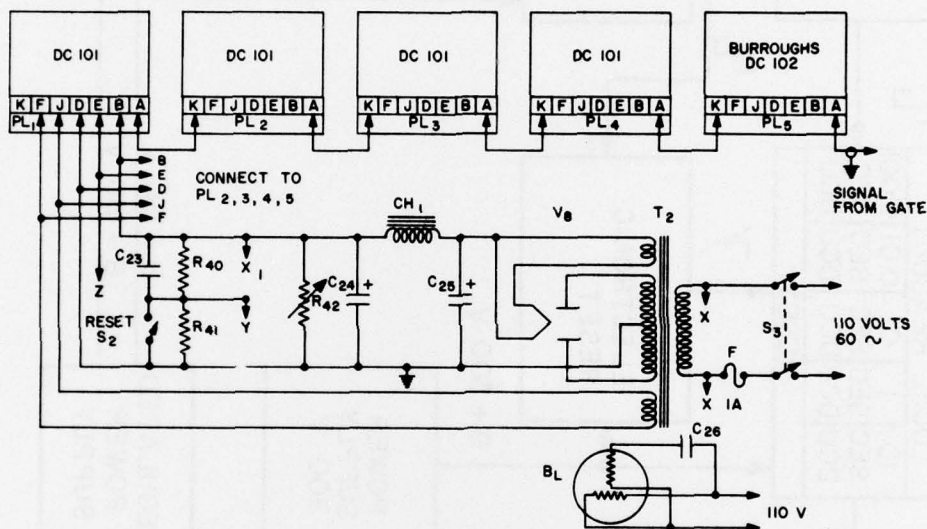 DC 101
DC 101
DC 101
DC 101
BURROUGHS
DC 102
K F J D E B A
K F J D E B A
K F J D E B A
K F J D E B A
K F J D E B A
PL1
PL2
PL3
PL4
PL5
B
E
D
J
F
CONNECT TO
PL 2, 3, 4, 5
SIGNAL
FROM GATE
CH1
V8
T2
C23
R40
X1
Z
R42
C24 +
C25 +
Y
RESET
S2
R41
X
S3
110 VOLTS
60 ~
F
X
1A
C26
BL
110 V